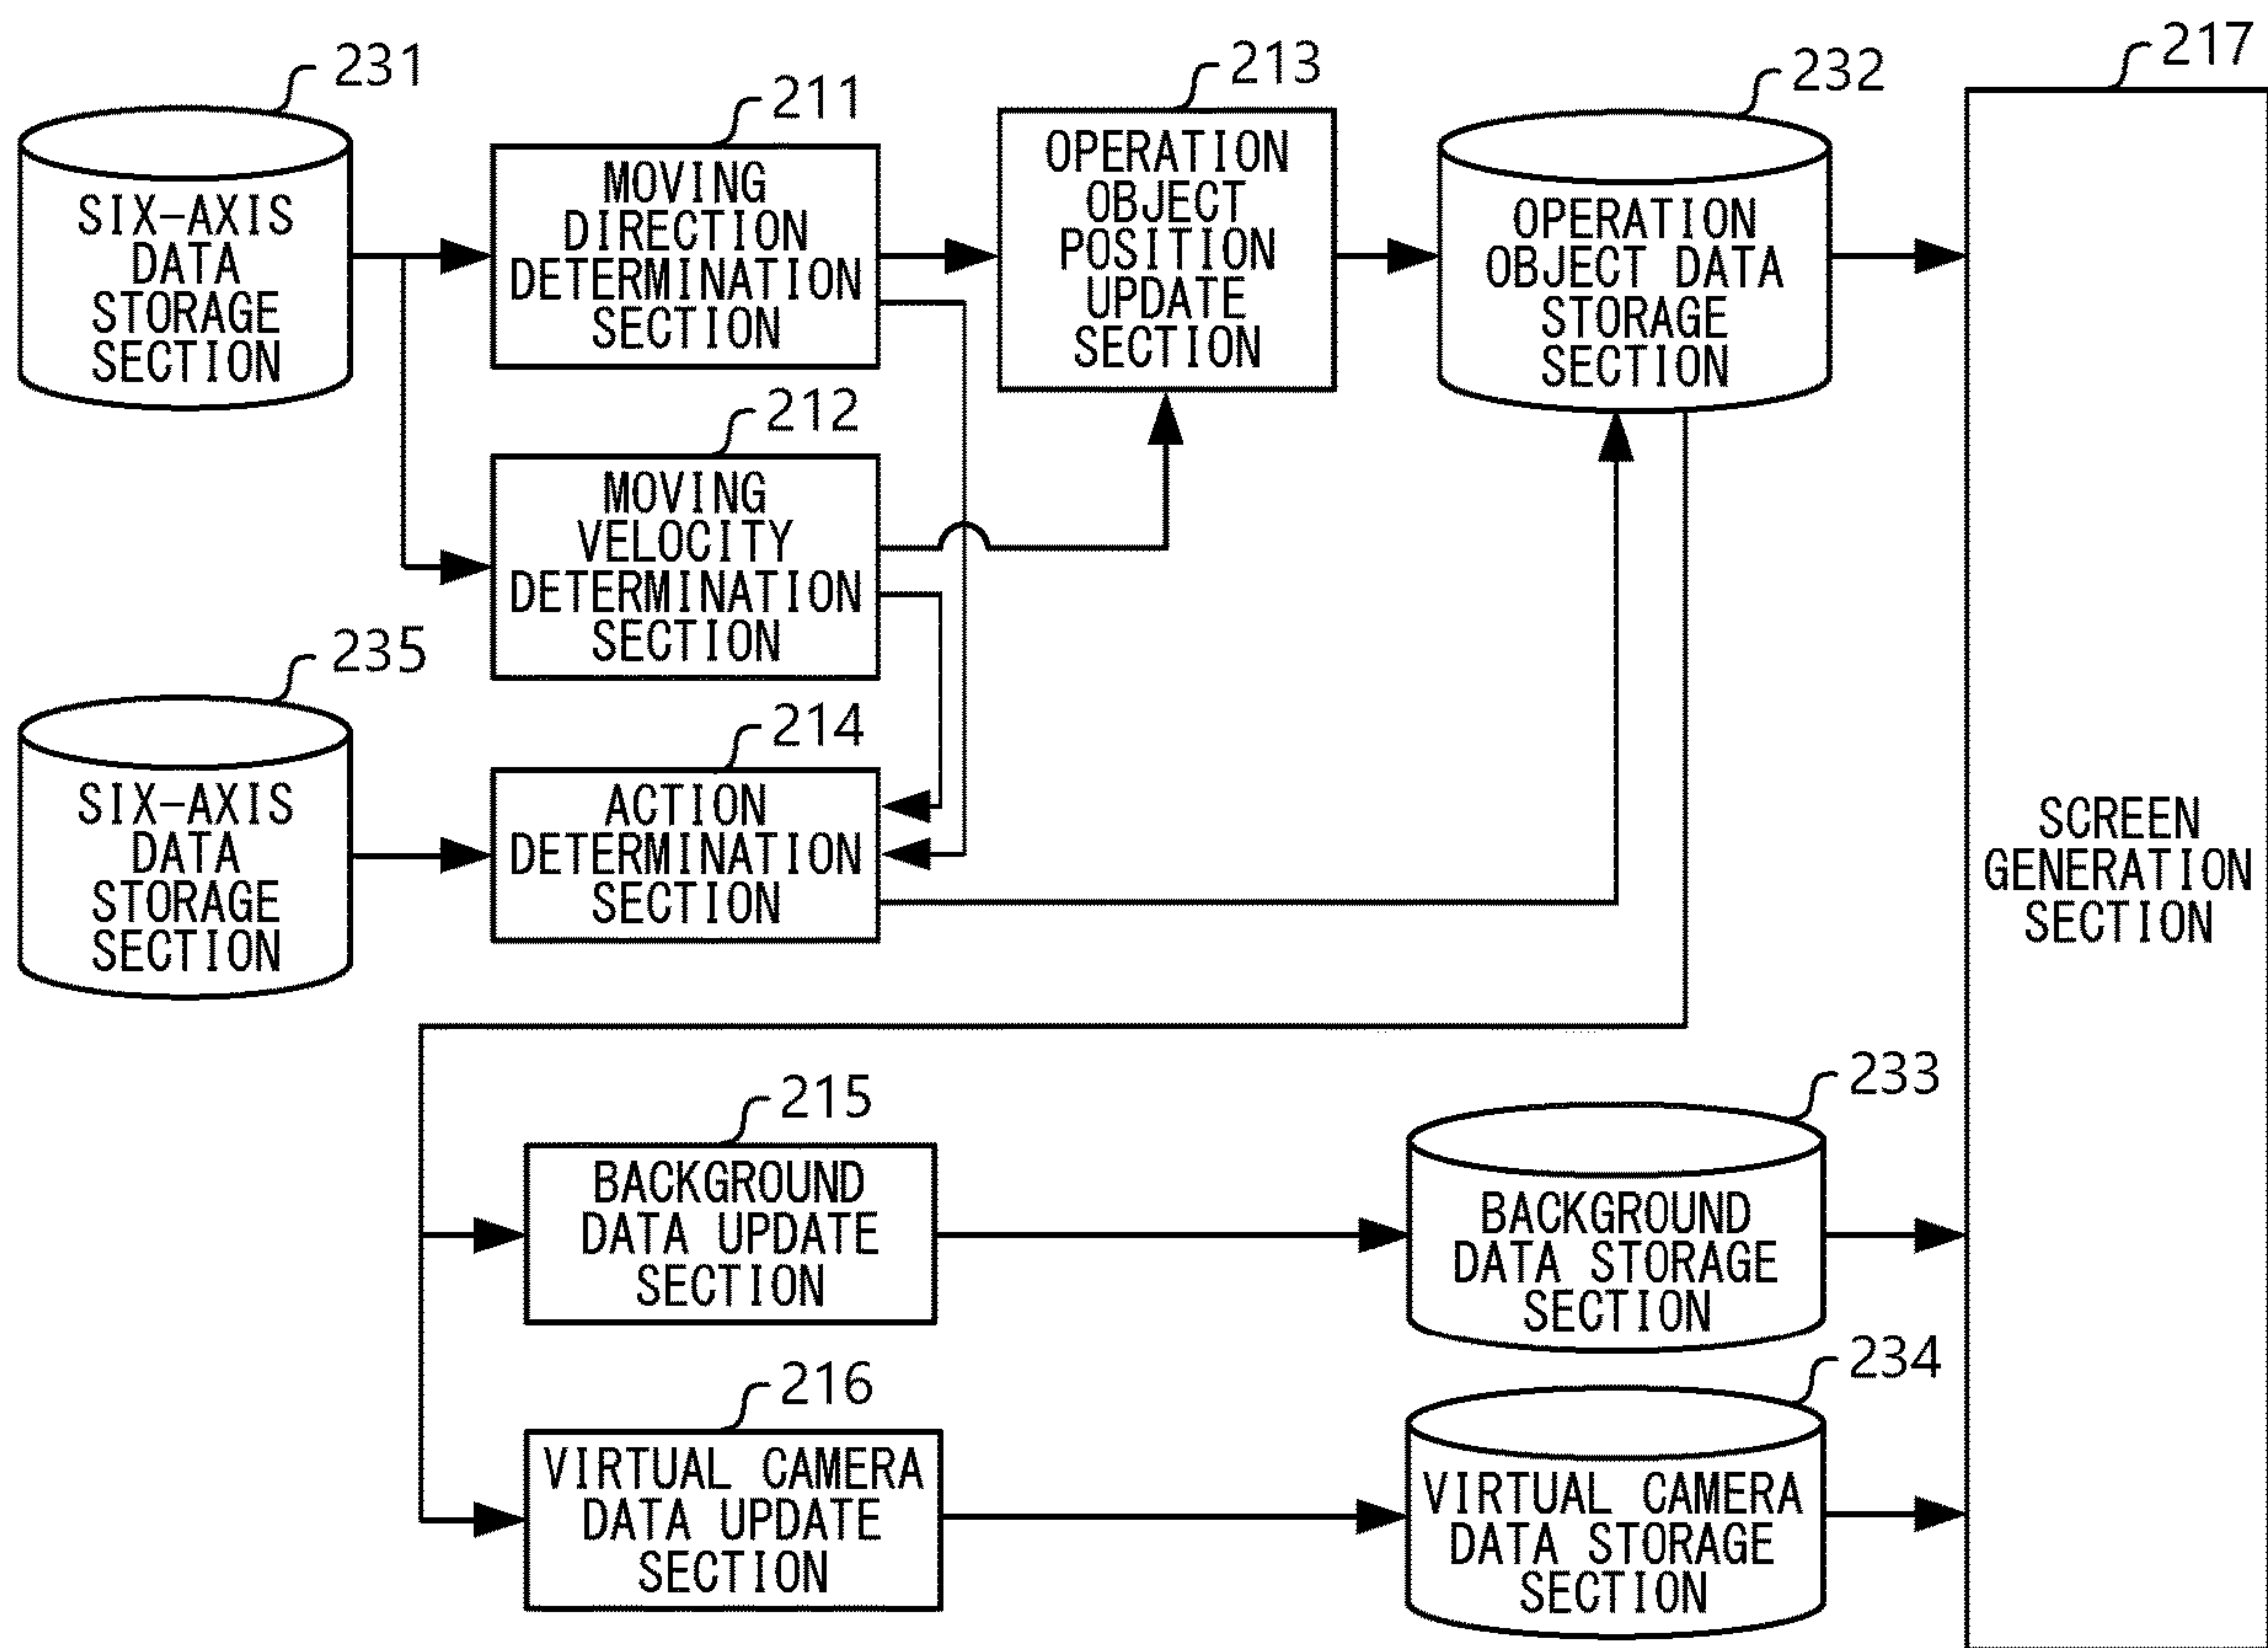 231
SIX-AXIS
DATA
STORAGE
SECTION
211
MOVING
DIRECTION
DETERMINATION
SECTION
213
OPERATION
OBJECT
POSITION
UPDATE
SECTION
232
OPERATION
OBJECT DATA
STORAGE
SECTION
217
SCREEN
GENERATION
SECTION
212
MOVING
VELOCITY
DETERMINATION
SECTION
235
SIX-AXIS
DATA
STORAGE
SECTION
214
ACTION
DETERMINATION
SECTION
215
BACKGROUND
DATA UPDATE
SECTION
233
BACKGROUND
DATA STORAGE
SECTION
216
VIRTUAL CAMERA
DATA UPDATE
SECTION
234
VIRTUAL CAMERA
DATA STORAGE
SECTION